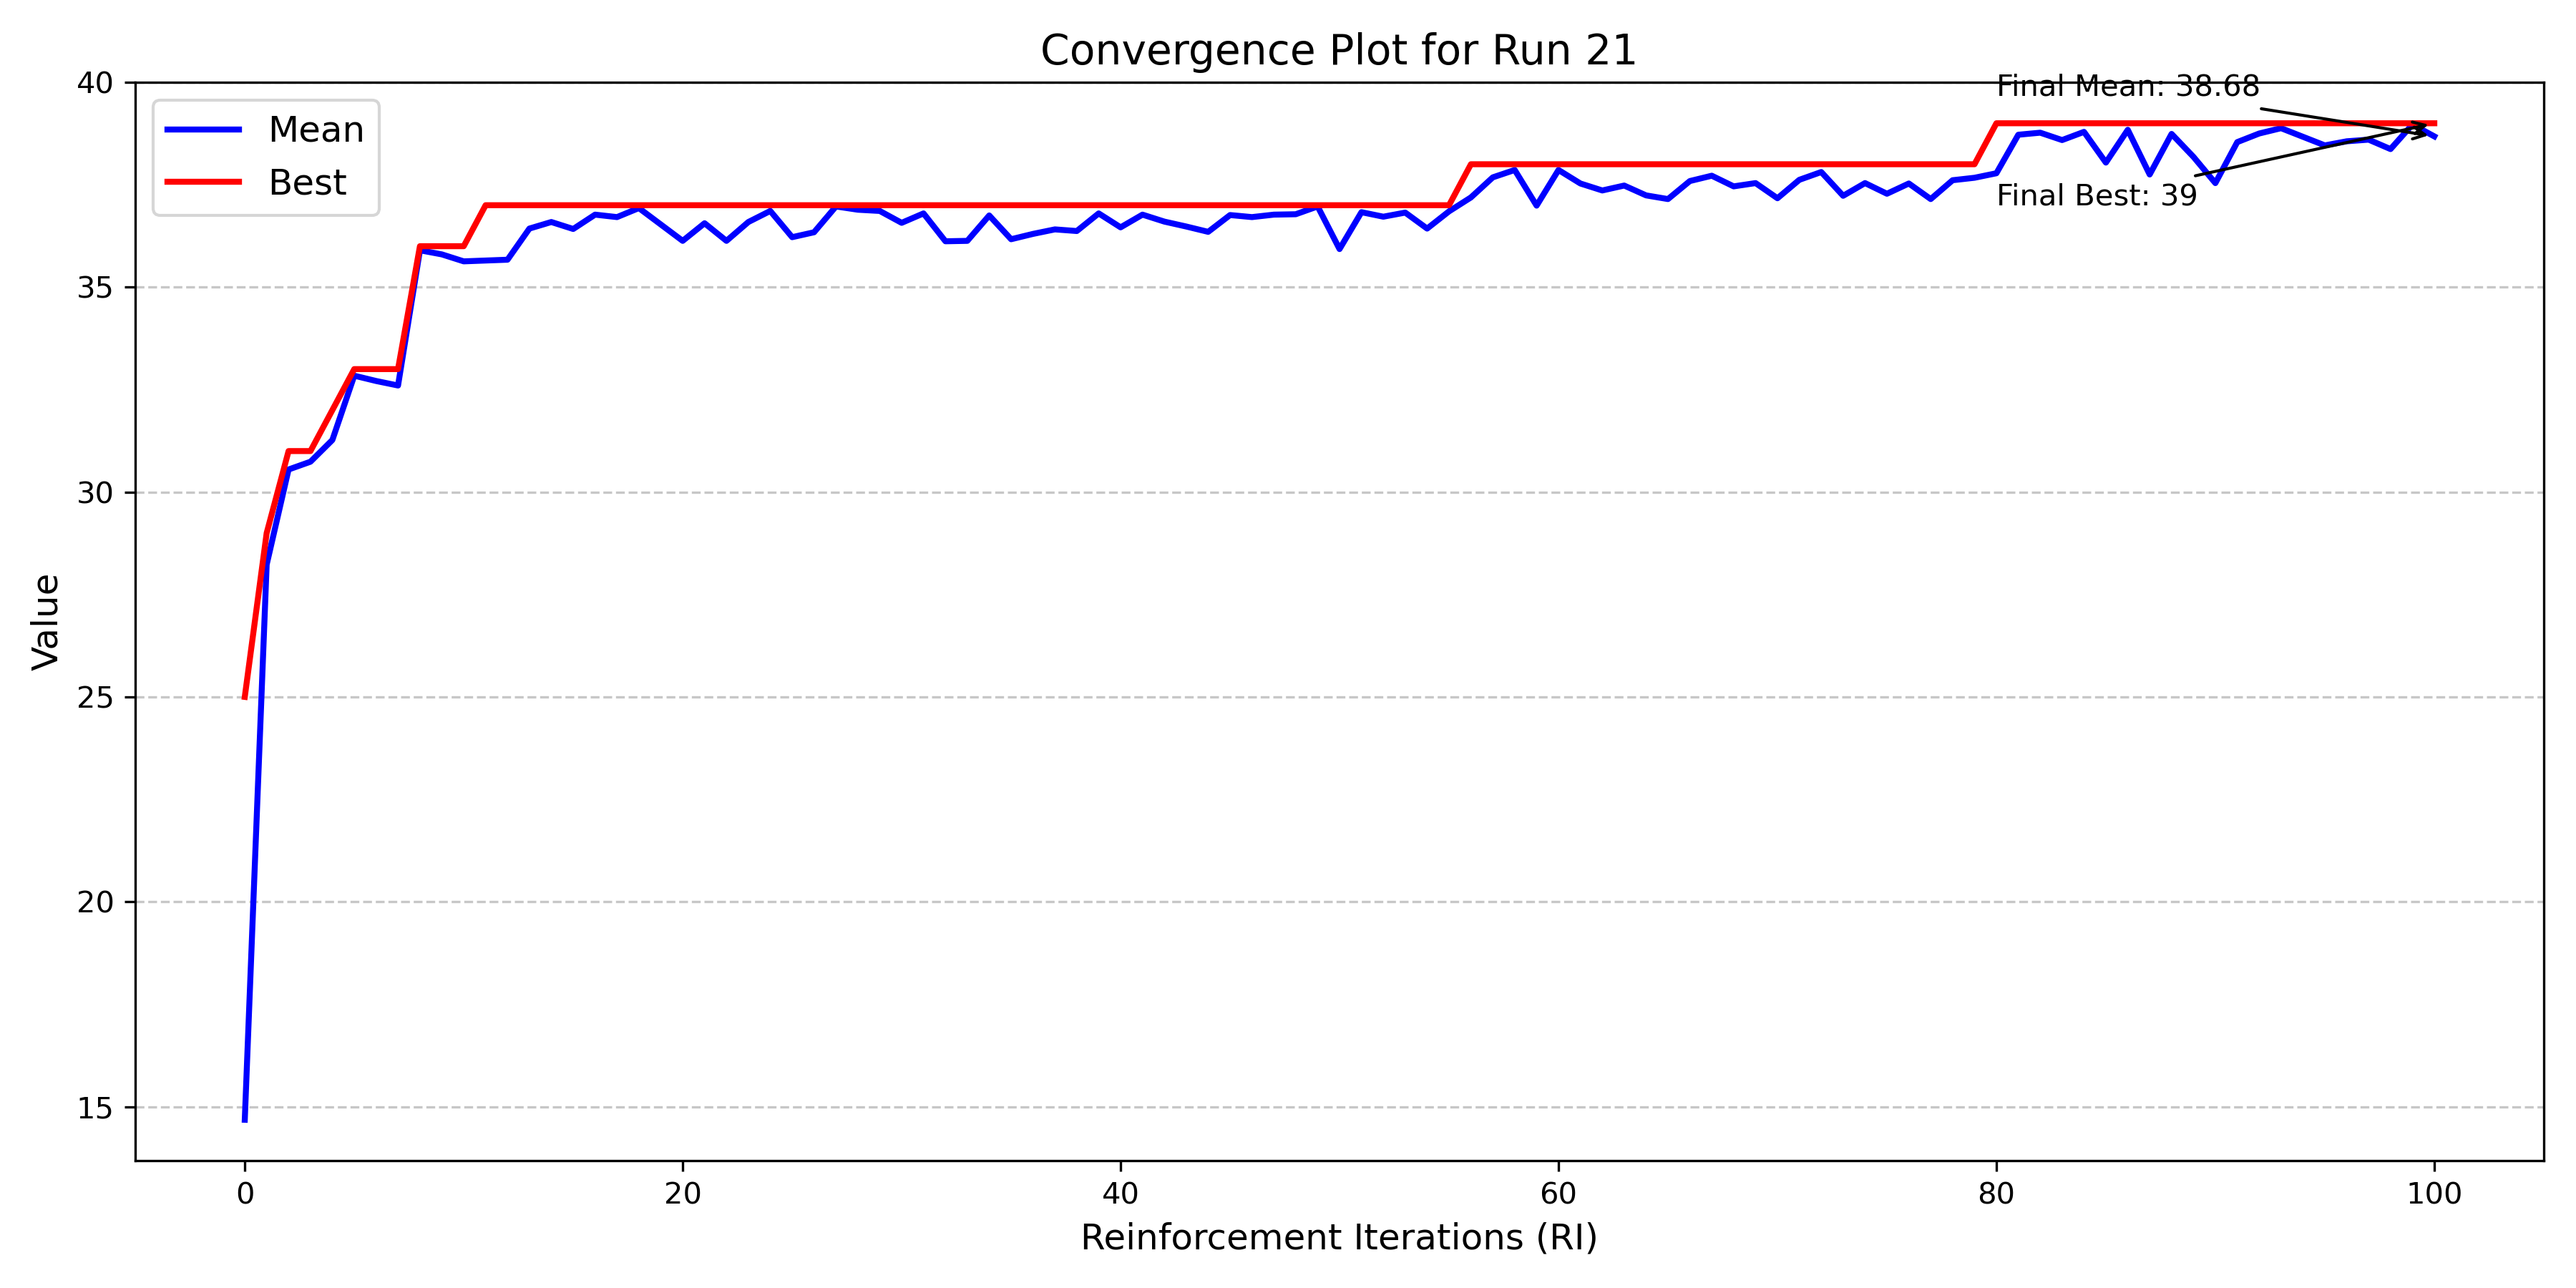 Convergence Plot for Run 21
Final Mean: 38.68
Final Best: 39
Mean
Best
Value
40
35
30
25
20
15
0
20
40
60
80
100
Reinforcement Iterations (RI)